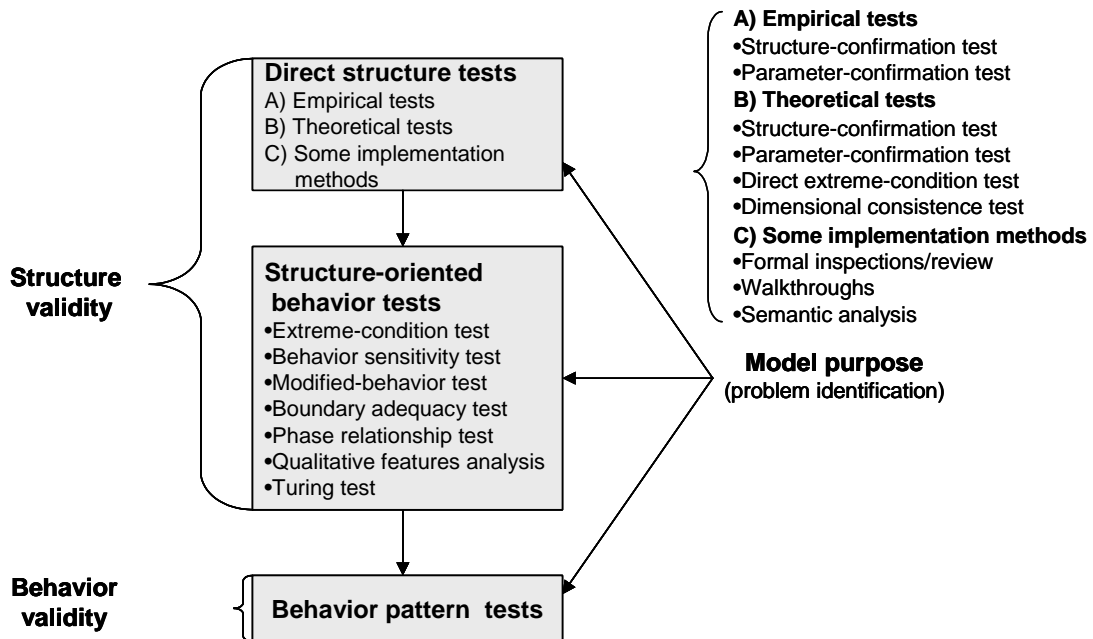 Direct structure tests
A) Empirical tests
B) Theoretical tests
C) Some implementation
methods
Structure
validity
Structure-oriented
behavior tests
•Extreme-condition test
•Behavior sensitivity test
•Modified-behavior test
•Boundary adequacy test
•Phase relationship test
•Qualitative features analysis
•Turing test
Behavior
validity
Behavior pattern tests
A) Empirical tests
•Structure-confirmation test
•Parameter-confirmation test
B) Theoretical tests
•Structure-confirmation test
•Parameter-confirmation test
•Direct extreme-condition test
•Dimensional consistence test
C) Some implementation methods
•Formal inspections/review
•Walkthroughs
•Semantic analysis
Model purpose
(problem identification)